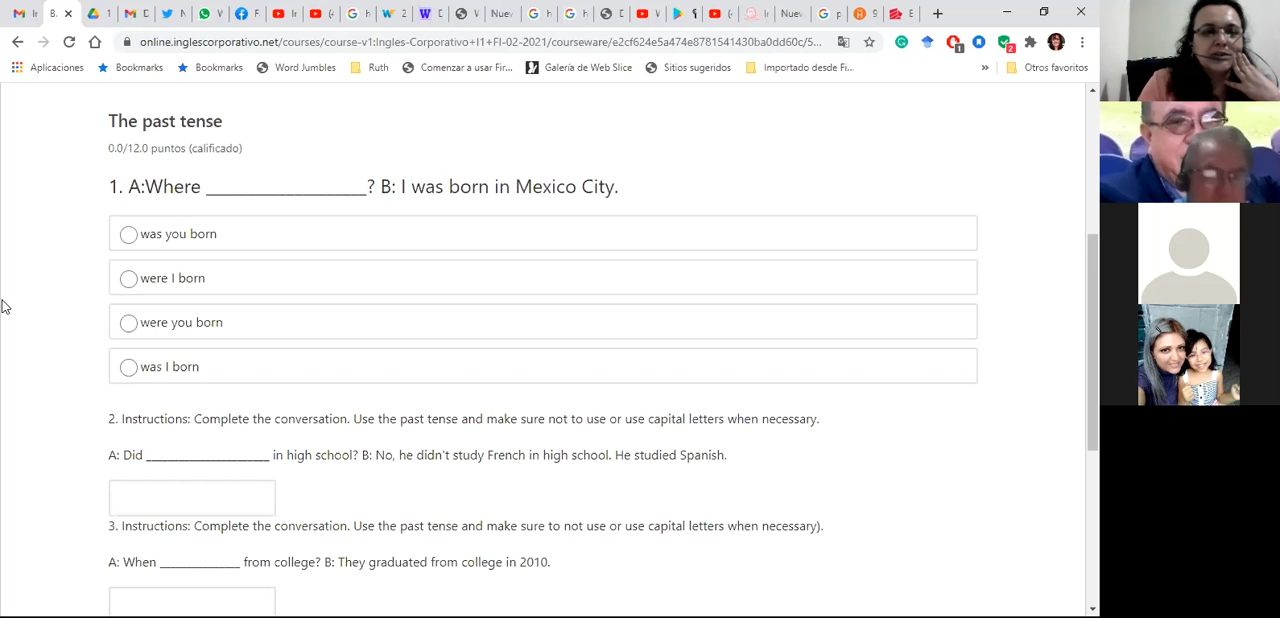 online.inglescorporativo.net/courses/course-v1:Ingles-Corporativo+I1+FI-02-2021/courseware/e2cf624e5a474e8781541430ba0dd60c/5...
Aplicaciones Bookmarks Bookmarks Word Jumbles Ruth Comenzar a usar Fir... Galería de Web Slice Sitios sugeridos Importado desde Fi... » Otros favoritos
The past tense
0.0/12.0 puntos (calificado)
1. A:Where ___________________? B: I was born in Mexico City.
was you born
were I born
were you born
was I born
2. Instructions: Complete the conversation. Use the past tense and make sure not to use or use capital letters when necessary.
A: Did _____________________ in high school? B: No, he didn't study French in high school. He studied Spanish.
3. Instructions: Complete the conversation. Use the past tense and make sure to not use or use capital letters when necessary).
A: When ______________ from college? B: They graduated from college in 2010.